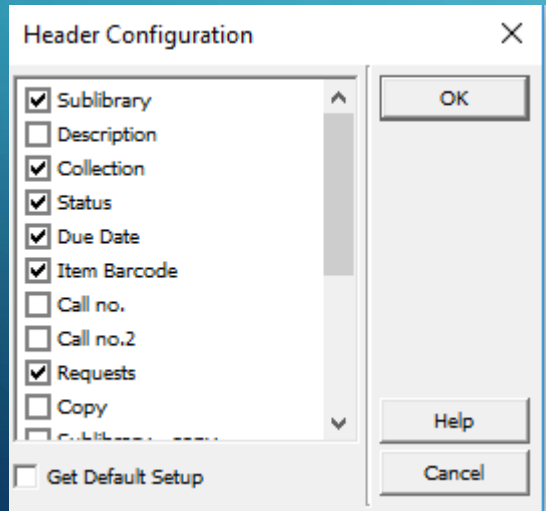 Header Configuration
Sublibrary
Description
Collection
Status
Due Date
Item Barcode
Call no.
Call no.2
Requests
Copy
Get Default Setup
OK
Help
Cancel